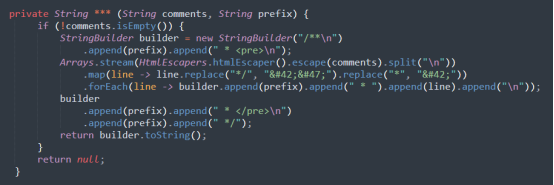 private String *** (String comments, String prefix) {
if (!comments.isEmpty()) {
StringBuilder builder = new StringBuilder("/**\n")
.append(prefix).append(" * <pre>\n");
Arrays.stream(HtmlEscapers.htmlEscaper().escape(comments).split("\n"))
.map(line -> line.replace("*/", "&#42;&#47;").replace("*", "&#42;"))
.forEach(line -> builder.append(prefix).append(" * ").append(line).append("\n"));
builder
.append(prefix).append(" * </pre>\n")
.append(prefix).append(" */");
return builder.toString();
}
return null;
}